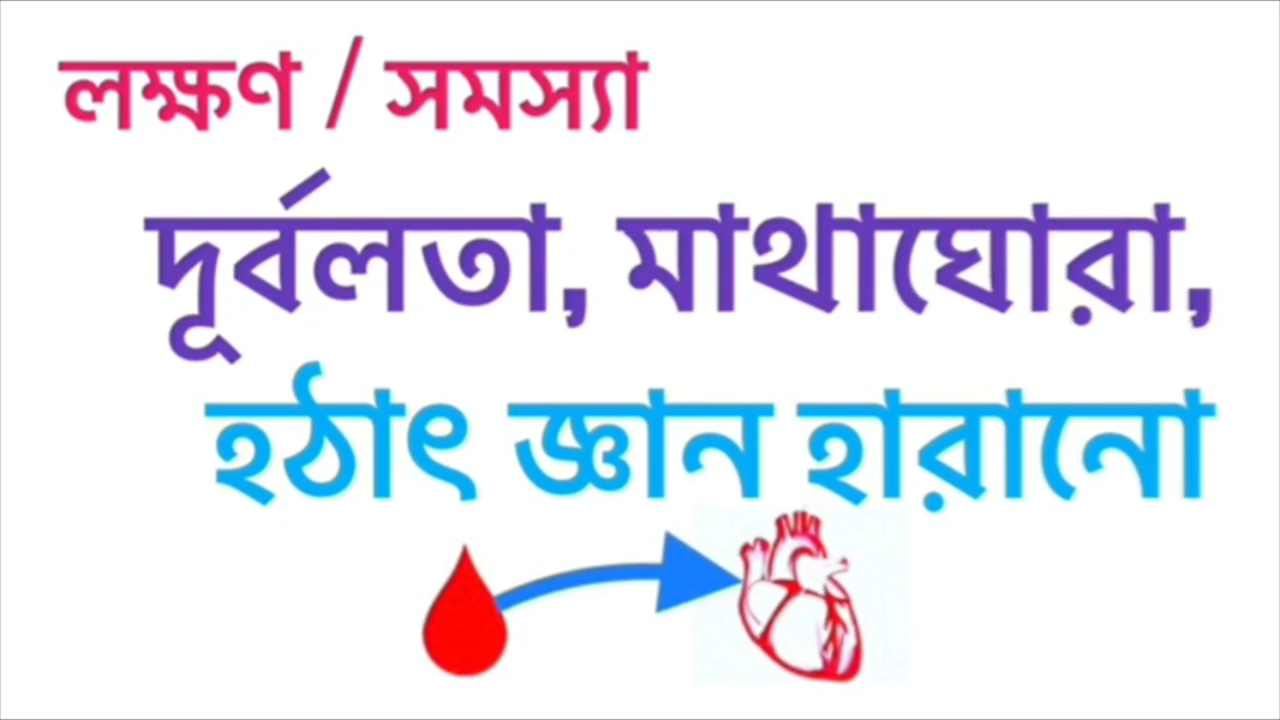 লক্ষণ / সমস্যা
দূর্বলতা, মাথাঘোরা,
হঠাৎ জ্ঞান হারানো